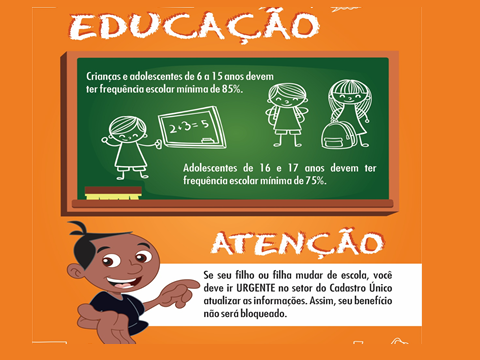 EDUCAÇÃO
Crianças e adolescentes de 6 a 15 anos devem
ter frequência escolar mínima de 85%.
2+3=5
Adolescentes de 16 e 17 anos devem ter
frequência escolar mínima de 75%.
ATENÇÃO
Se seu filho ou filha mudar de escola, você
deve ir URGENTE no setor do Cadastro Único
atualizar as informações. Assim, seu benefício
não será bloqueado.